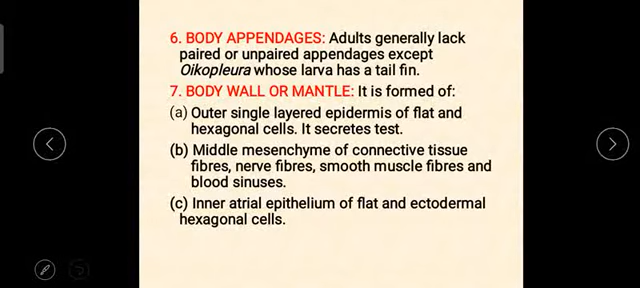 6. BODY APPENDAGES: Adults generally lack
paired or unpaired appendages except
Oikopleura whose larva has a tail fin.
7. BODY WALL OR MANTLE: It is formed of:
(a) Outer single layered epidermis of flat and
hexagonal cells. It secretes test.
(b) Middle mesenchyme of connective tissue
fibres, nerve fibres, smooth muscle fibres and
blood sinuses.
(c) Inner atrial epithelium of flat and ectodermal
hexagonal cells.